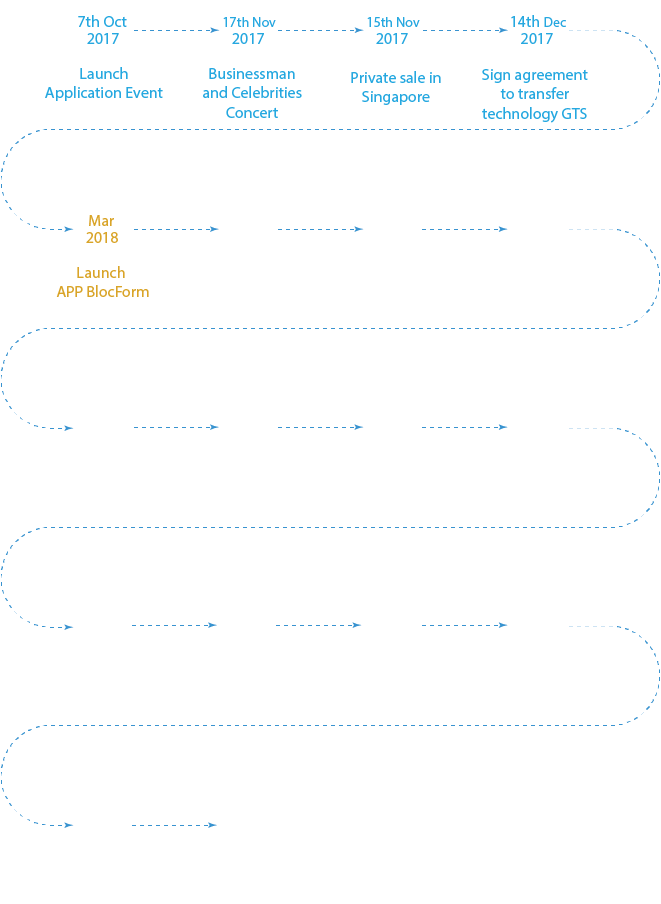 7th Oct
2017
Launch
Application Event
17th Nov
2017
Businessman
and Celebrities
Concert
15th Nov
2017
Private sale in
Singapore
14th Dec
2017
Sign agreement
to transfer
technology GTS
Mar
2018
Launch
APP BlocForm